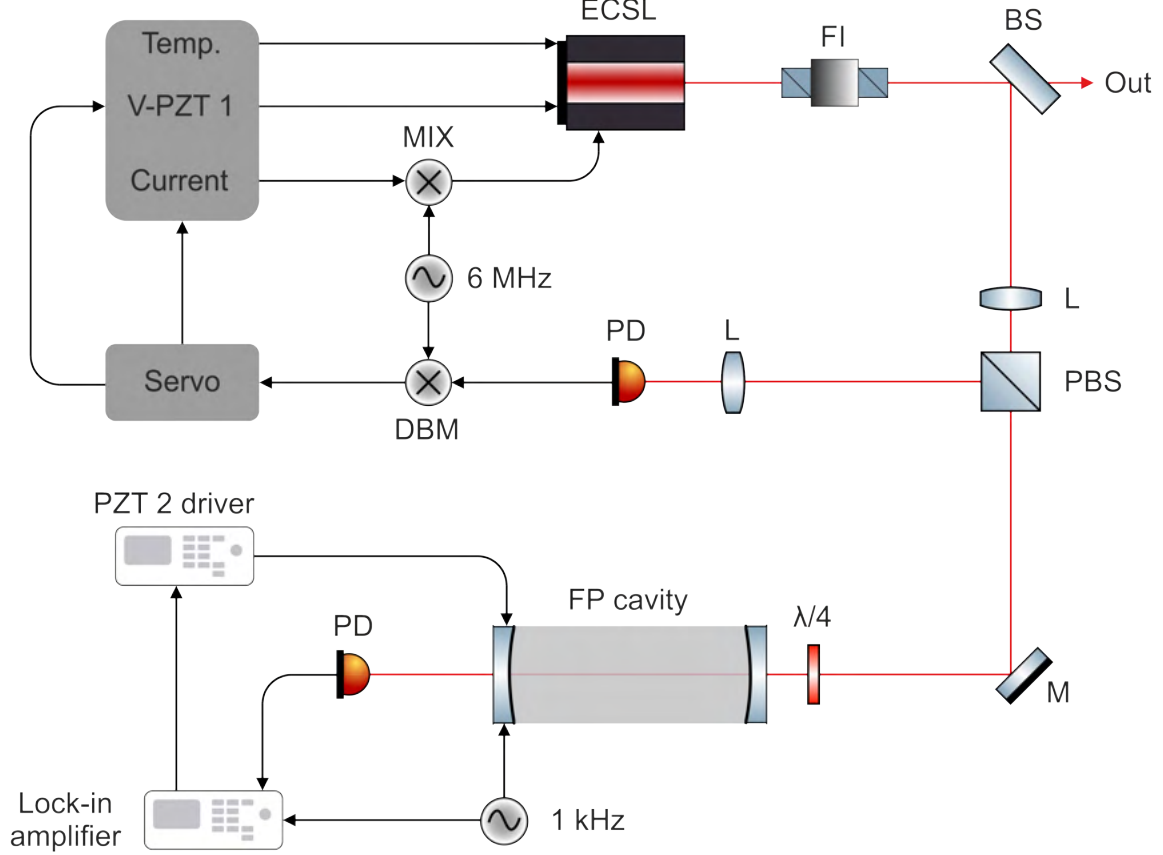 ECSL
Temp.
FI
BS
Out
V-PZT 1
MIX
Current
6 MHz
L
PD
L
PBS
Servo
DBM
PZT 2 driver
FP cavity
λ/4
PD
M
Lock-in
amplifier
1 kHz